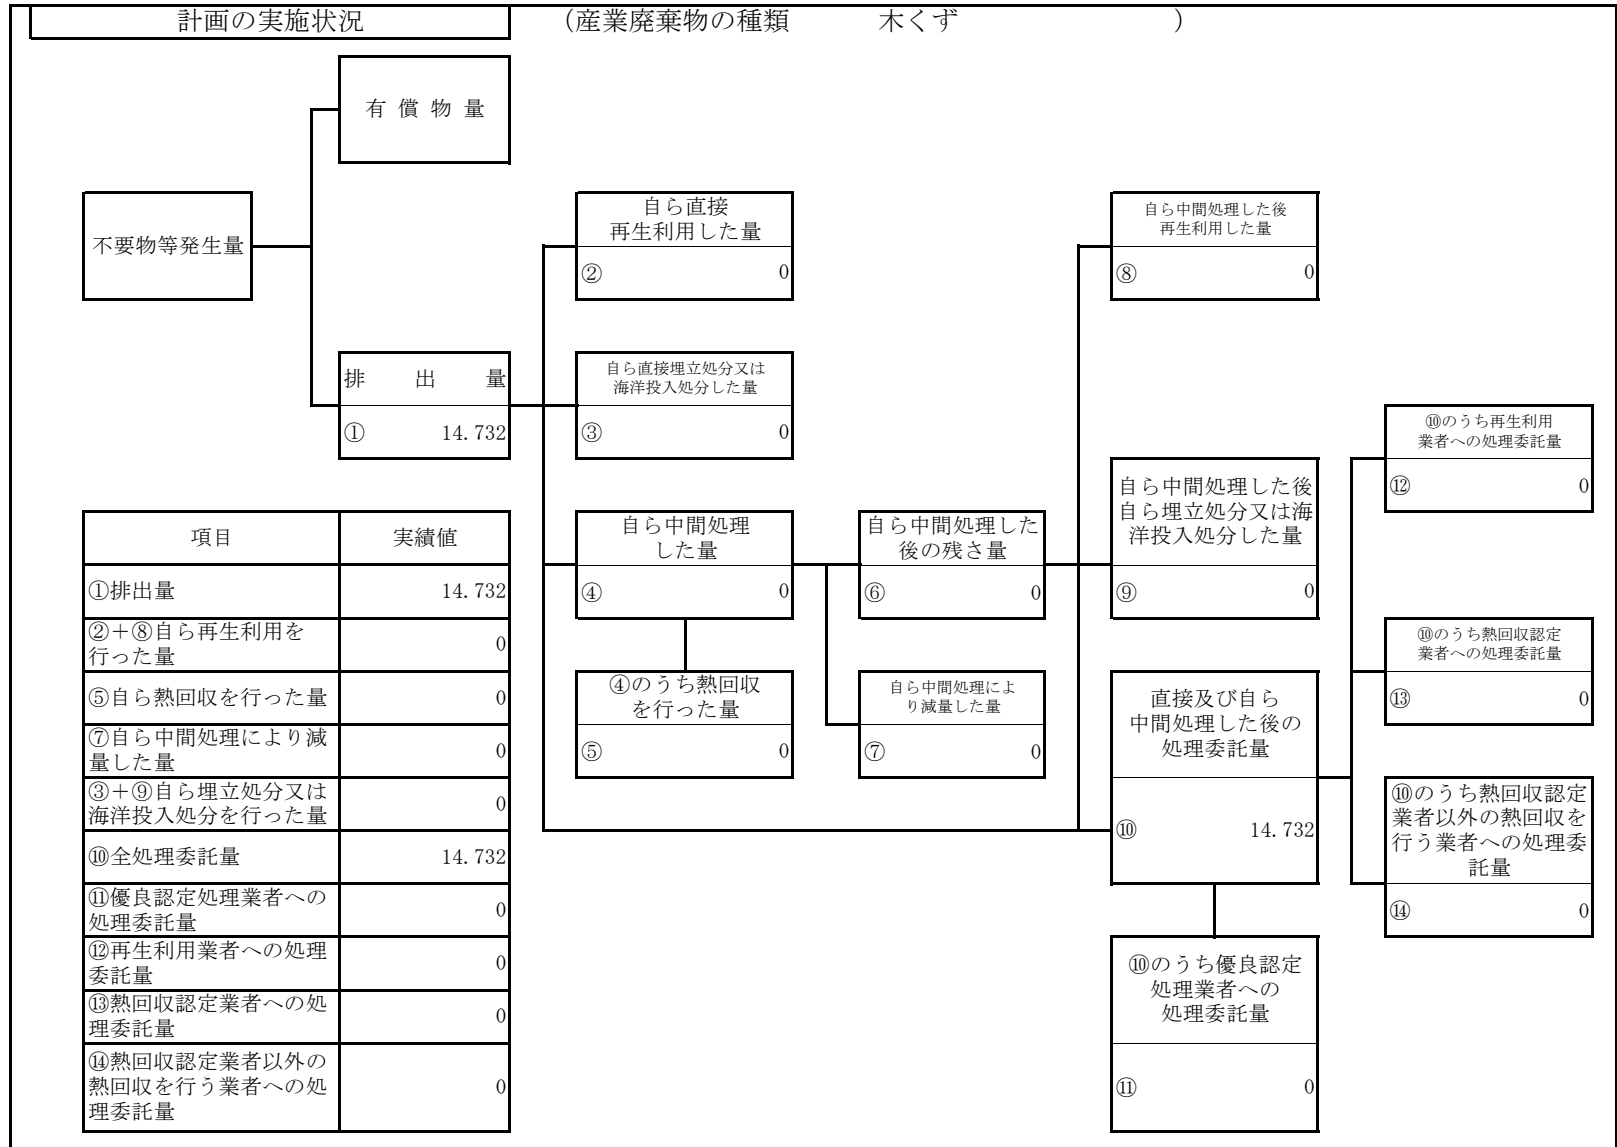 計画の実施状況
（産業廃棄物の種類　木くず　）
有償物量
不要物等発生量
排出量
① 14.732
自ら直接
再生利用した量
② 0
自ら直接埋立処分又は
海洋投入処分した量
③ 0
自ら中間処理
した量
④ 0
④のうち熱回収
を行った量
⑤ 0
自ら中間処理した
後の残さ量
⑥ 0
自ら中間処理によ
り減量した量
⑦ 0
自ら中間処理した後
再生利用した量
⑧ 0
自ら中間処理した後
自ら埋立処分又は海
洋投入処分した量
⑨ 0
直接及び自ら
中間処理した後の
処理委託量
⑩ 14.732
⑩のうち優良認定
処理業者への
処理委託量
⑪ 0
⑩のうち再生利用
業者への処理委託量
⑫ 0
⑩のうち熱回収認定
業者への処理委託量
⑬ 0
⑩のうち熱回収認定
業者以外の熱回収を
行う業者への処理委
託量
⑭ 0
項目 実績値
①排出量 14.732
②＋⑧自ら再生利用を
行った量 0
⑤自ら熱回収を行った量 0
⑦自ら中間処理により減
量した量 0
③＋⑨自ら埋立処分又は
海洋投入処分を行った量 0
⑩全処理委託量 14.732
⑪優良認定処理業者への
処理委託量 0
⑫再生利用業者への処理
委託量 0
⑬熱回収認定業者への処
理委託量 0
⑭熱回収認定業者以外の
熱回収を行う業者への処
理委託量 0